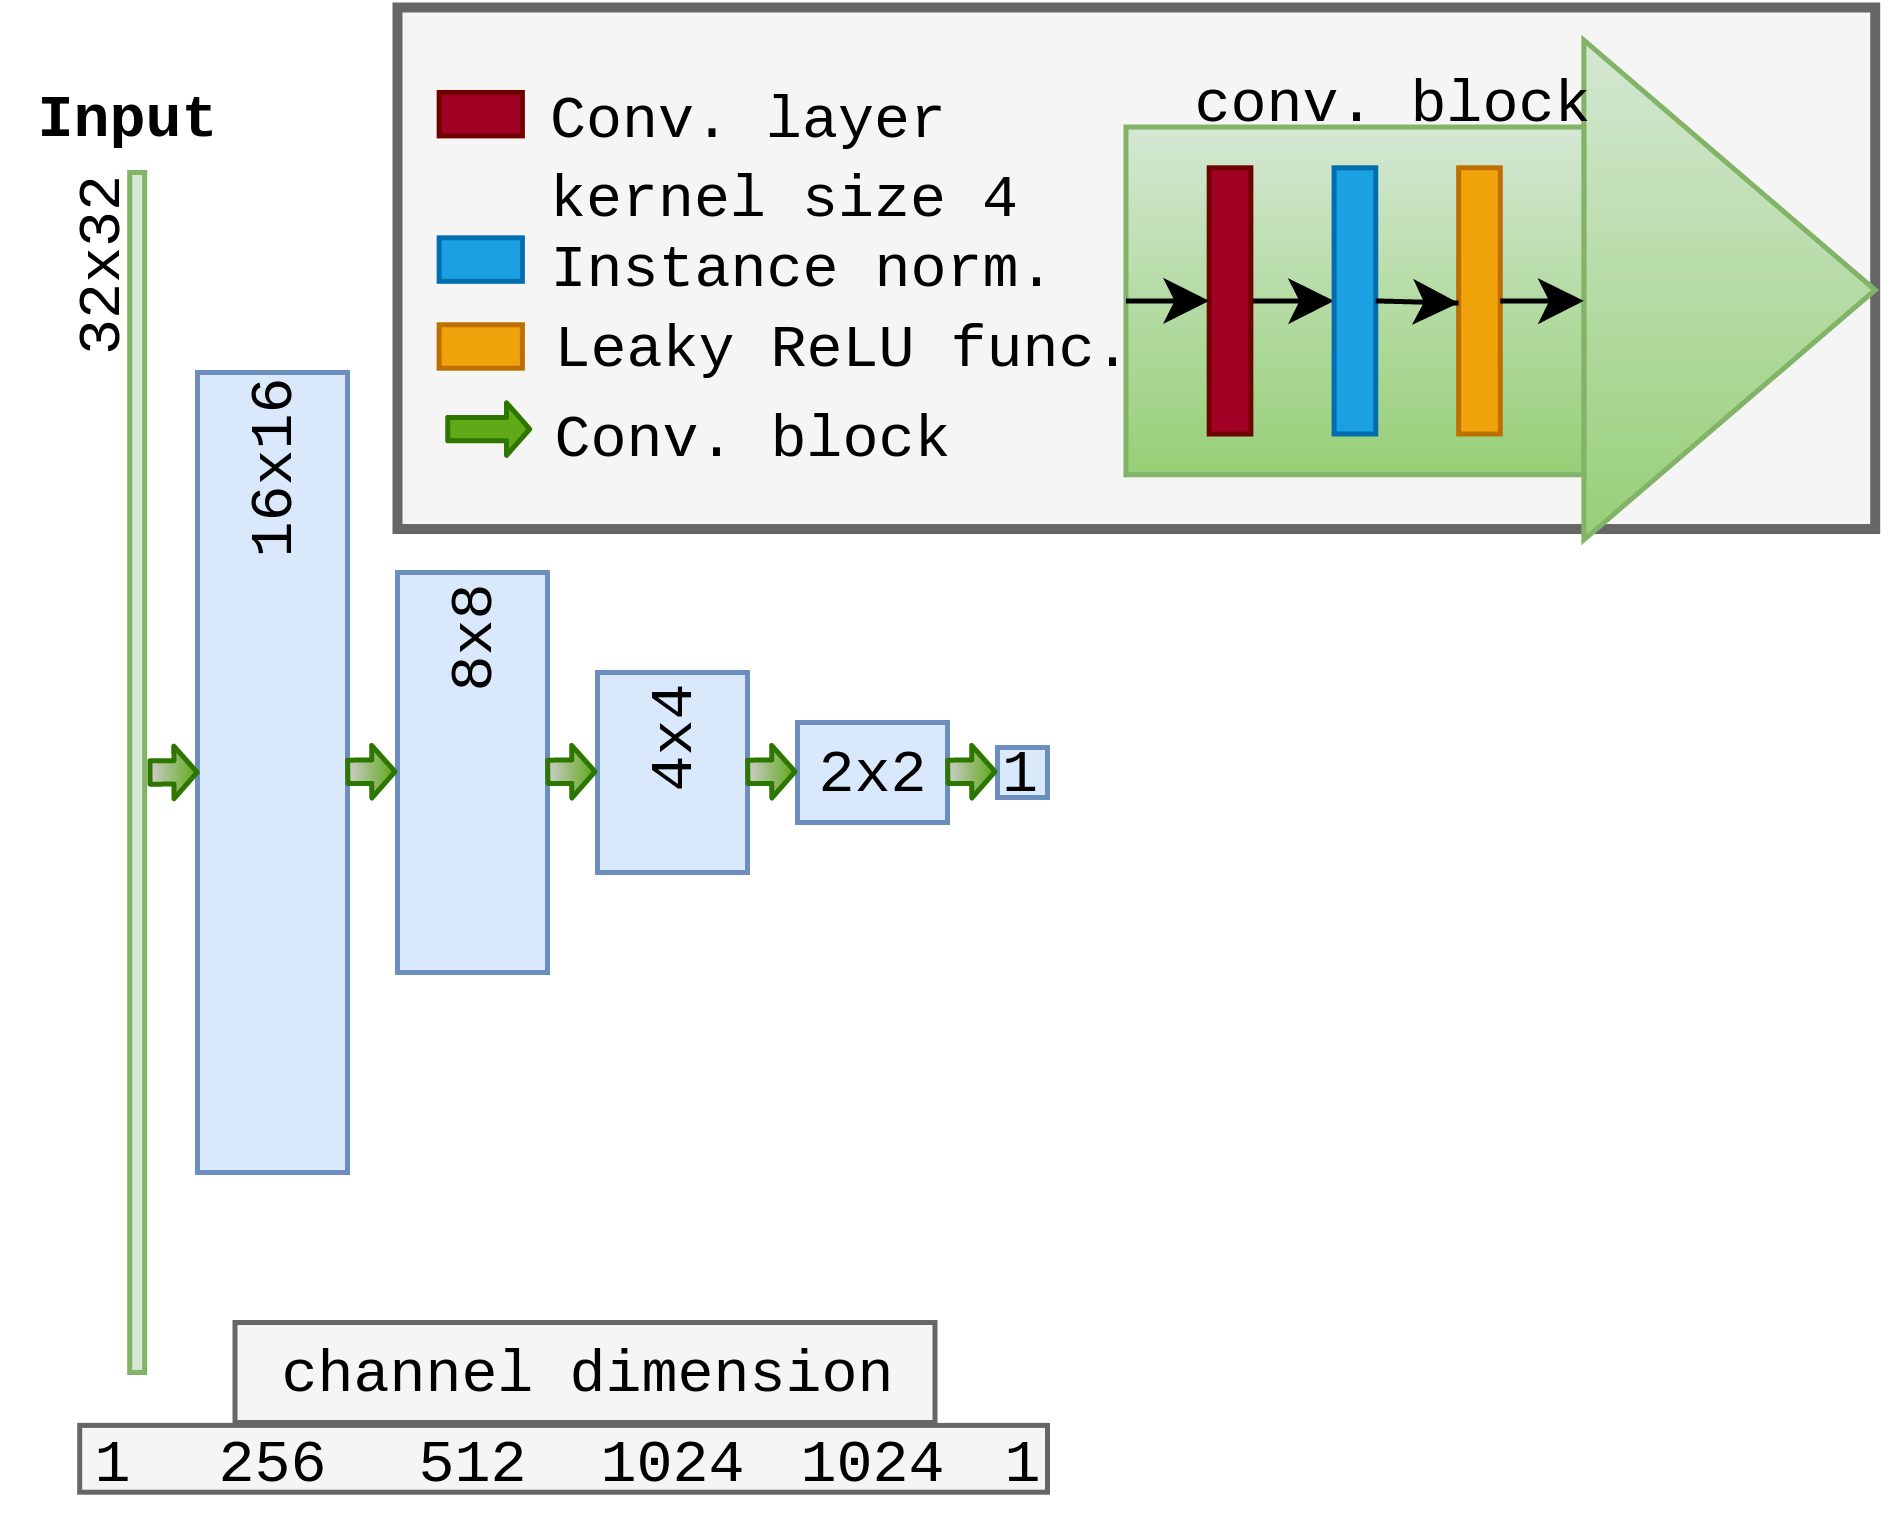 Input
32x32
16x16
8x8
4x4
2x2
1
Conv. layer
kernel size 4
Instance norm.
Leaky ReLU func.
Conv. block
conv. block
channel dimension
1 256 512 1024 1024 1